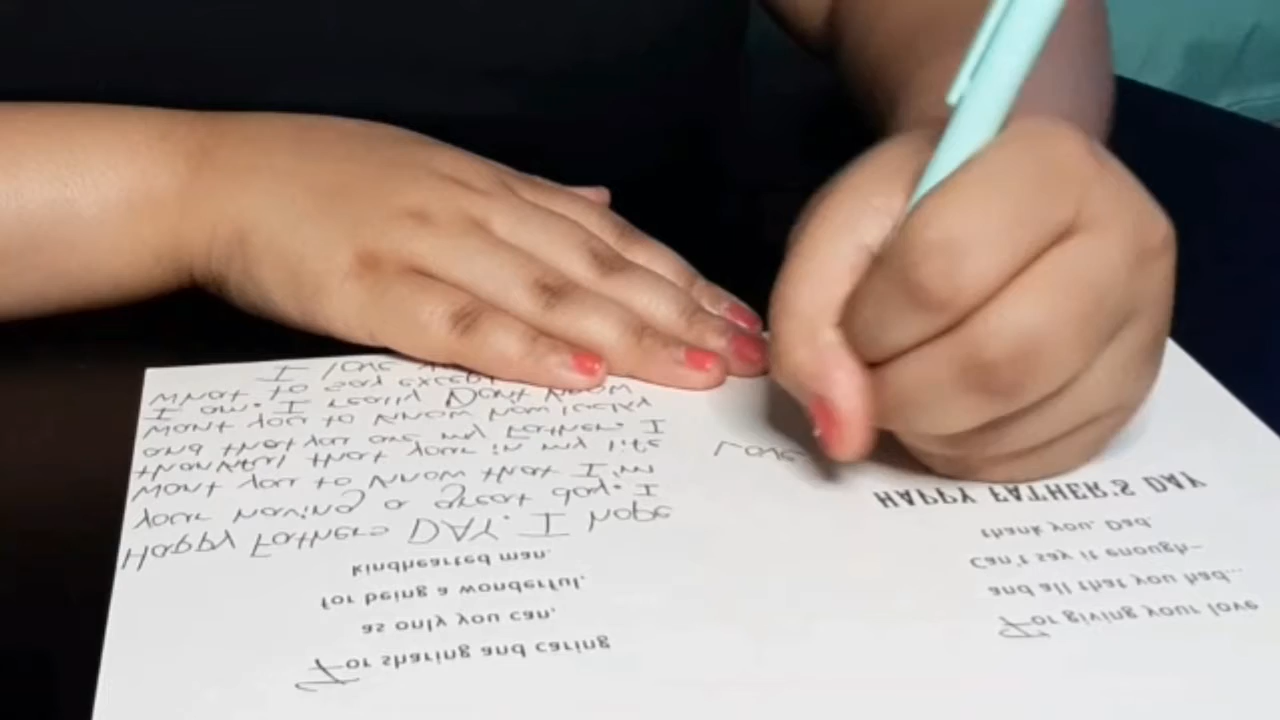 For sharing and caring
as only you can,
for being a wonderful,
kindhearted man.
Happy Fathers DAY. I hope
your having a great day. I
want you to know that I'm
thankful that your in my life
and that you are my Father. I
want you to know how lucky
I am. I really Don't know
what to say except
I love
For giving your love
and all that you had...
Can't say it enough—
thank you, Dad.
HAPPY FATHER'S DAY
Love